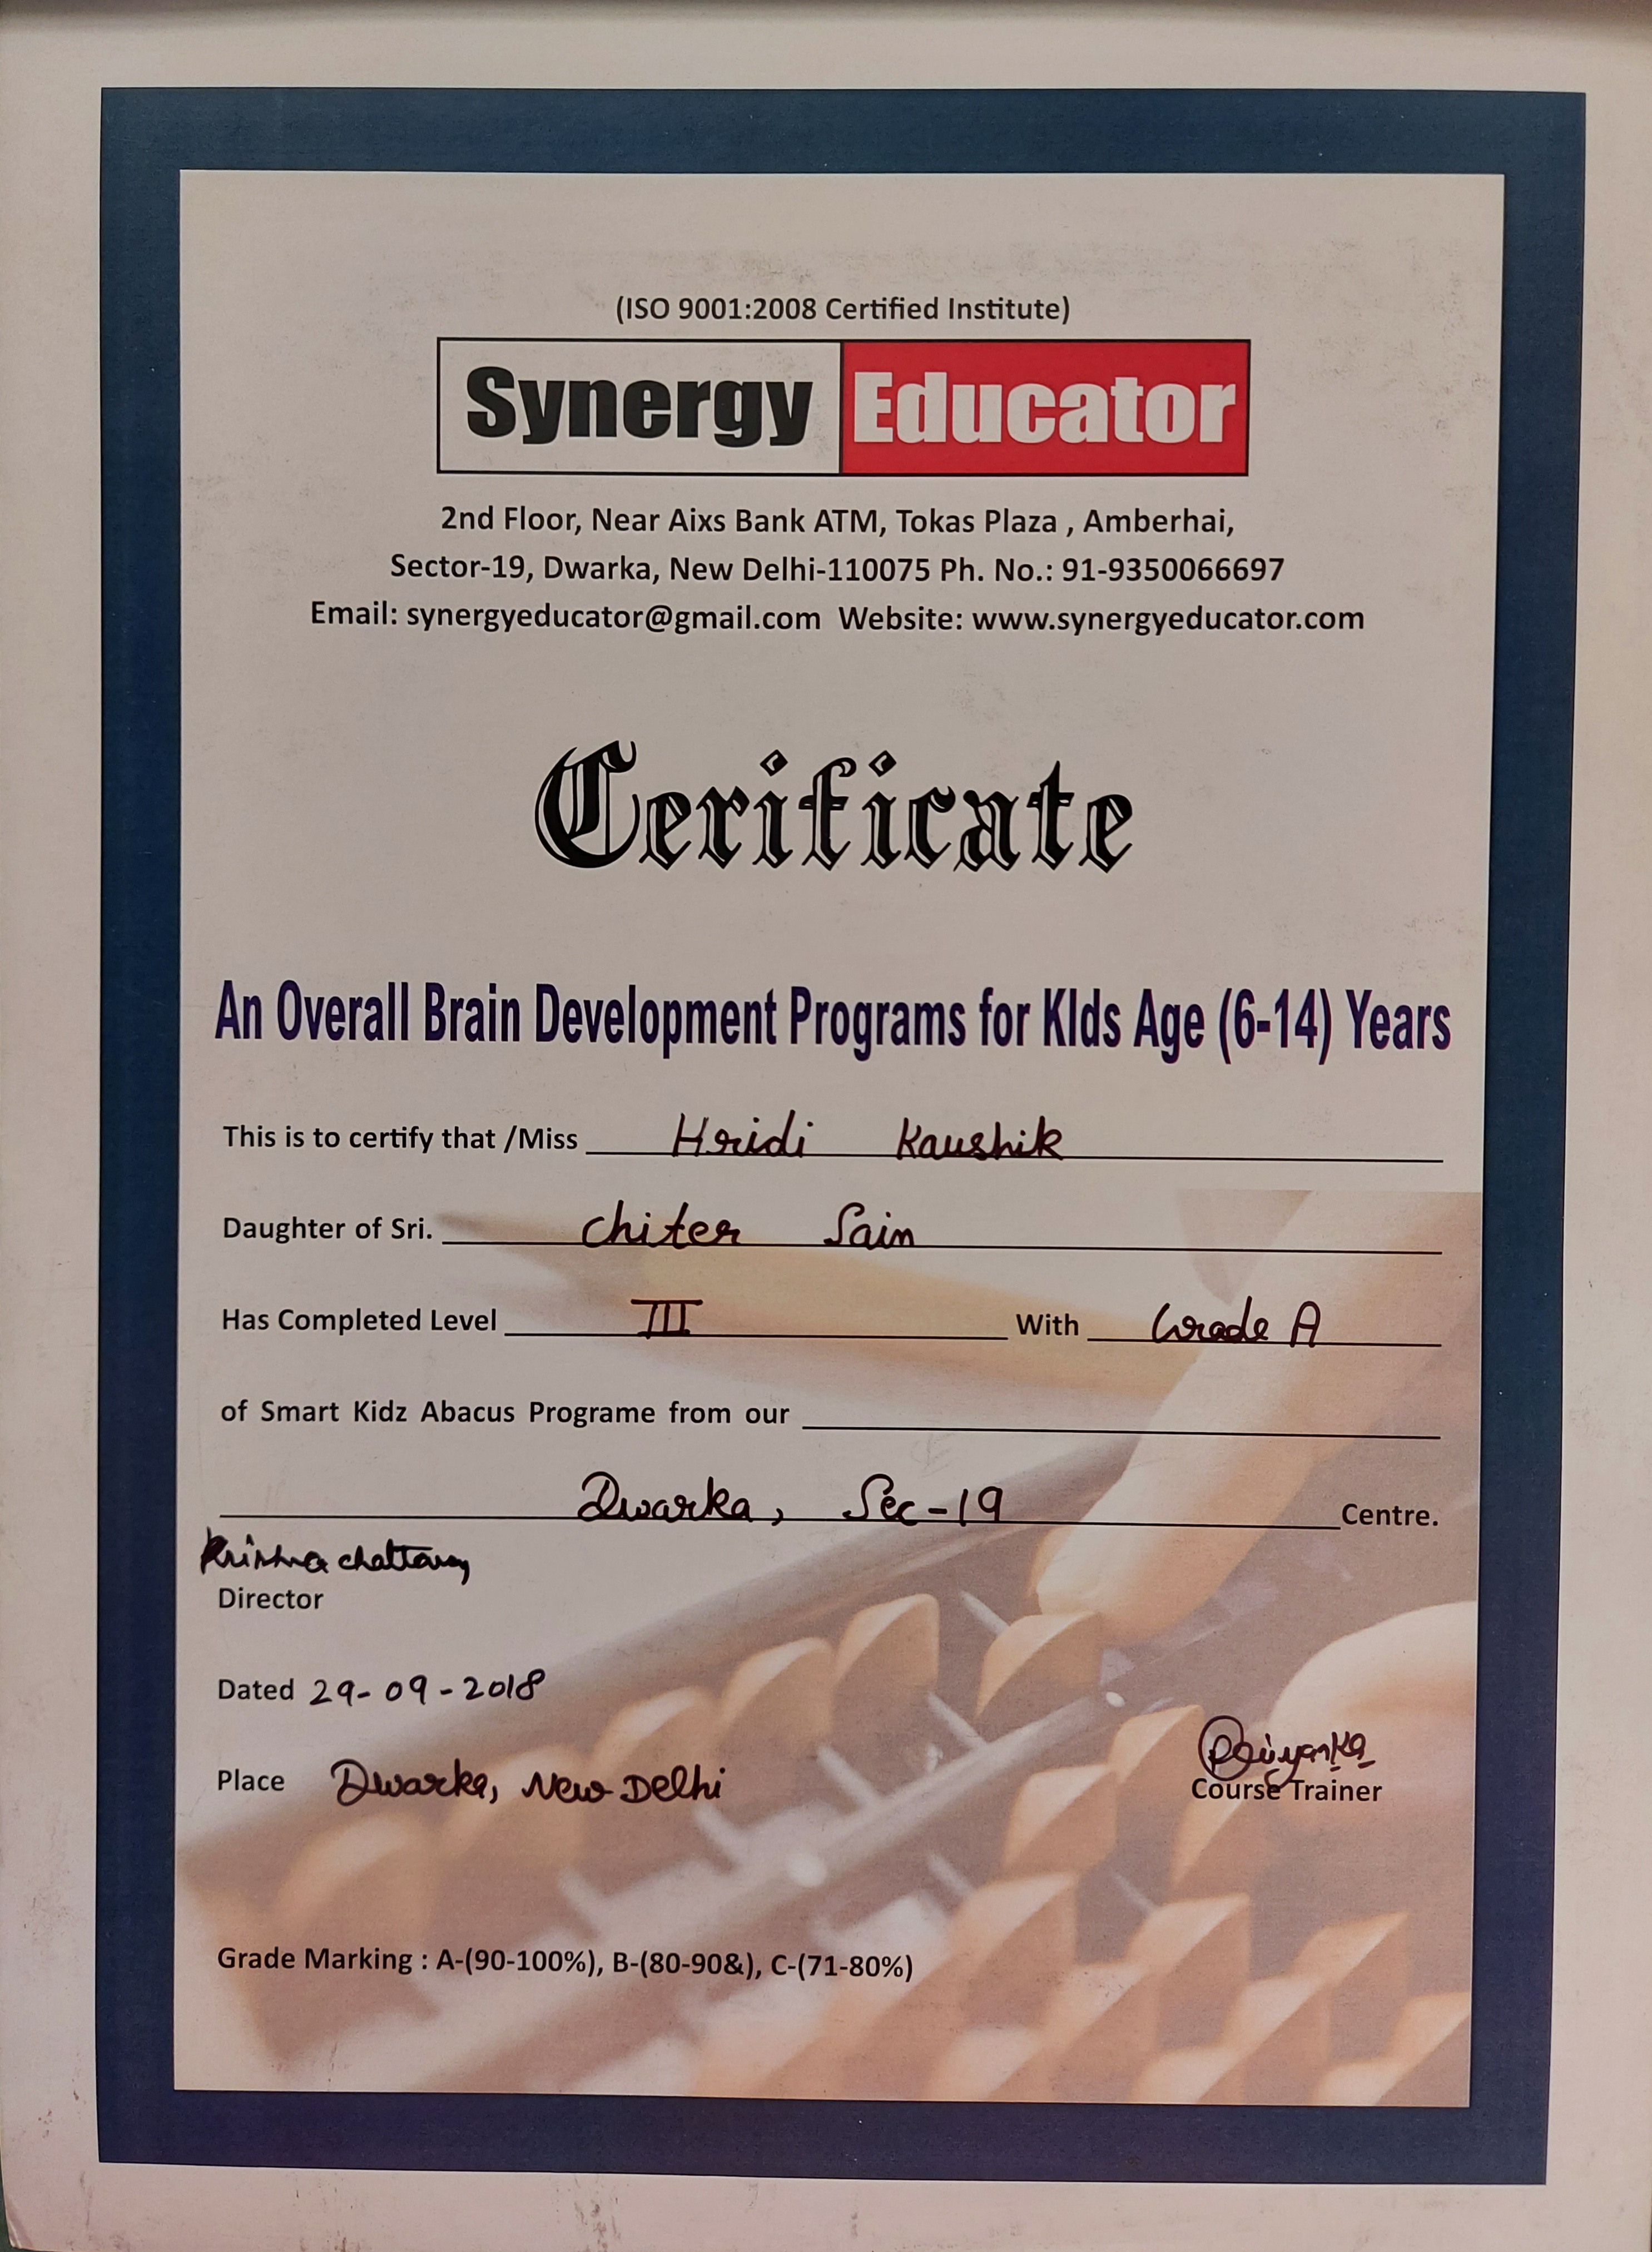 (ISO 9001:2008 Certified Institute)
Synergy Educator
2nd Floor, Near Aixs Bank ATM, Tokas Plaza , Amberhai,
Sector-19, Dwarka, New Delhi-110075 Ph. No.: 91-9350066697
Email: synergyeducator@gmail.com Website: www.synergyeducator.com
Cerificate
An Overall Brain Development Programs for KIds Age (6-14) Years
This is to certify that /Miss Hridi Kaushik
Daughter of Sri. Chiter Sain
Has Completed Level III With Grade A
of Smart Kidz Abacus Programe from our
Dwarka, Sec-19 Centre.
Krishna
Director
Dated 29-09-2018
Priyanka
Place Dwarka, New Delhi
Course Trainer
Grade Marking : A-(90-100%), B-(80-90&), C-(71-80%)